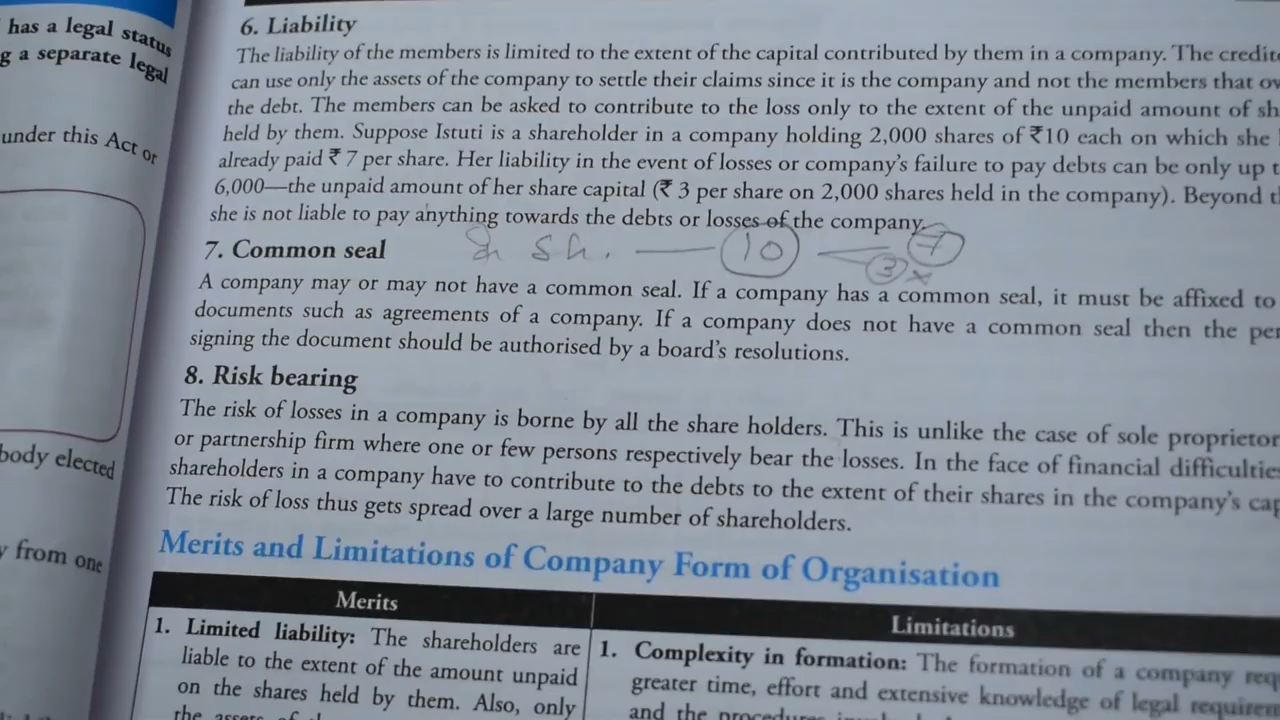 has a legal status
g a separate legal
under this Act or
body elected
from one
6. Liability
The liability of the members is limited to the extent of the capital contributed by them in a company. The
can use only the assets of the company to settle their claims since it is the company and not the members that
the debt. The members can be asked to contribute to the loss only to the extent of the unpaid amount of
held by them. Suppose Istuti is a shareholder in a company holding 2,000 shares of ₹10 each on which she
already paid ₹ 7 per share. Her liability in the event of losses or company's failure to pay debts can be only up
6,000—the unpaid amount of her share capital (₹ 3 per share on 2,000 shares held in the company). Beyond
she is not liable to pay anything towards the debts or losses of the company.
7. Common seal
sh. — 10 7
3 x
A company may or may not have a common seal. If a company has a common seal, it must be affixed to
documents such as agreements of a company. If a company does not have a common seal then the
signing the document should be authorised by a board's resolutions.
8. Risk bearing
The risk of losses in a company is borne by all the share holders. This is unlike the case of sole proprietor
or partnership firm where one or few persons respectively bear the losses. In the face of financial
shareholders in a company have to contribute to the debts to the extent of their shares in the company's
The risk of loss thus gets spread over a large number of shareholders.
Merits and Limitations of Company Form of Organisation
Merits
1. Limited liability: The shareholders are
liable to the extent of the amount unpaid
on the shares held by them. Also, only
Limitations
1. Complexity in formation: The formation of a company
greater time, effort and extensive knowledge of legal
and the